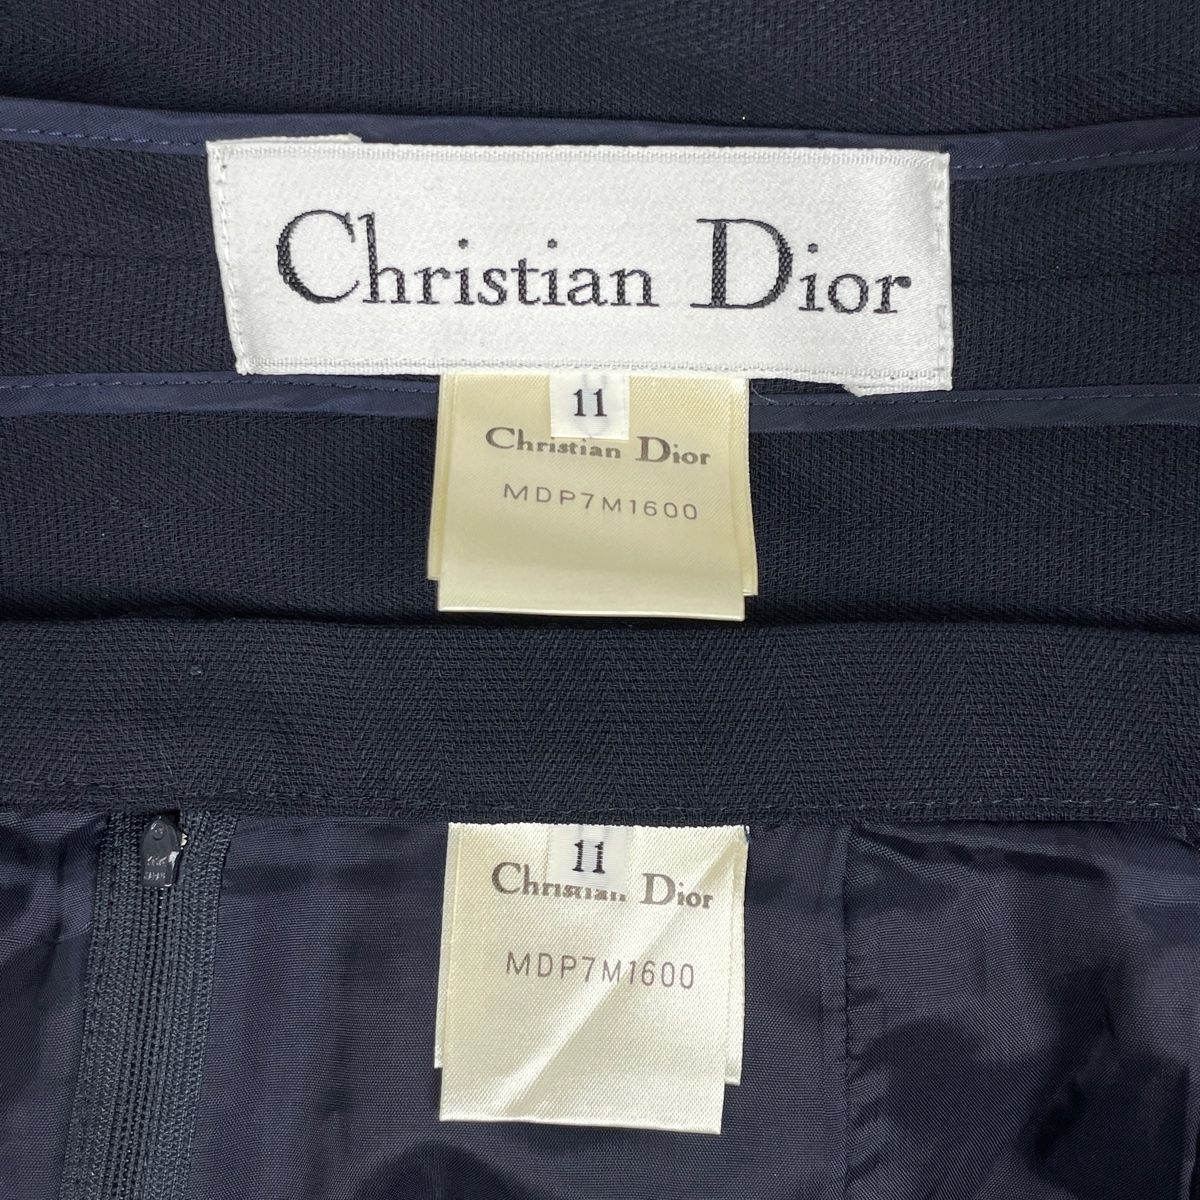 Christian Dior
11
Christian Dior
MDP7M1600
11
Christian Dior
MDP7M1600